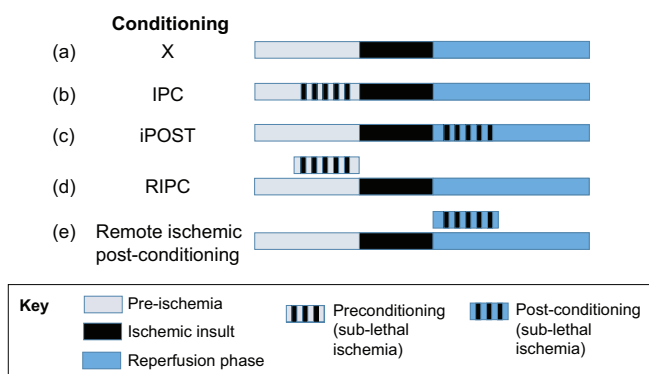 Conditioning
(a) X
(b) IPC
(c) iPOST
(d) RIPC
(e) Remote ischemic
post-conditioning
Key
Pre-ischemia
Ischemic insult
Reperfusion phase
Preconditioning
(sub-lethal
ischemia)
Post-conditioning
(sub-lethal
ischemia)